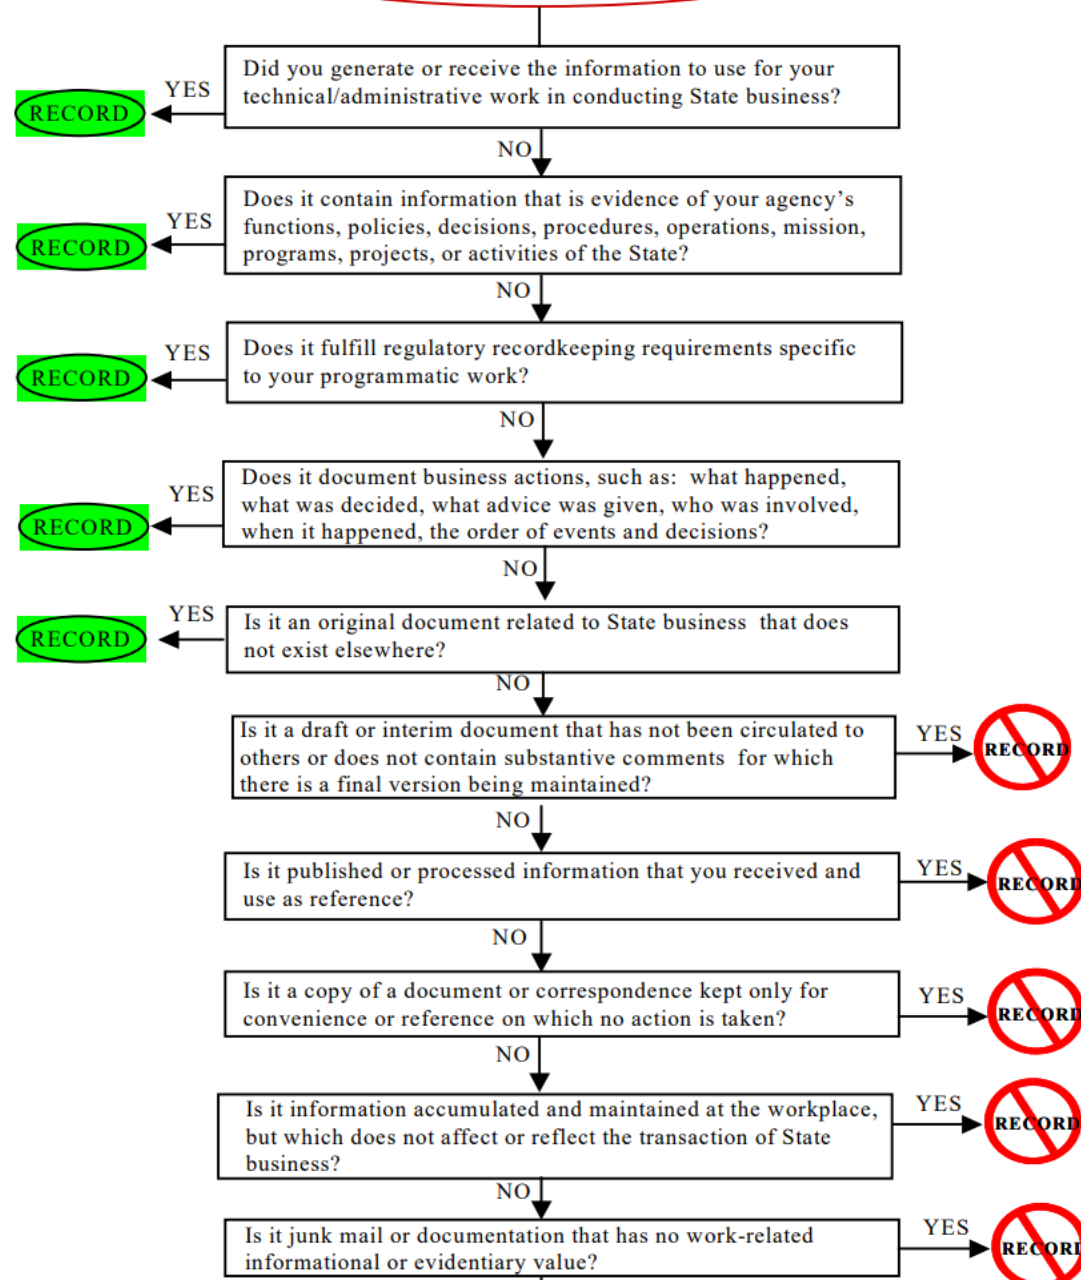 Did you generate or receive the information to use for your
technical/administrative work in conducting State business?
YES
RECORD
NO
Does it contain information that is evidence of your agency's
functions, policies, decisions, procedures, operations, mission,
programs, projects, or activities of the State?
YES
RECORD
NO
Does it fulfill regulatory recordkeeping requirements specific
to your programmatic work?
YES
RECORD
NO
Does it document business actions, such as:  what happened,
what was decided, what advice was given, who was involved,
when it happened, the order of events and decisions?
YES
RECORD
NO
Is it an original document related to State business  that does
not exist elsewhere?
YES
RECORD
NO
Is it a draft or interim document that has not been circulated to
others or does not contain substantive comments  for which
there is a final version being maintained?
YES
RECORD
NO
Is it published or processed information that you received and
use as reference?
YES
RECORD
NO
Is it a copy of a document or correspondence kept only for
convenience or reference on which no action is taken?
YES
RECORD
NO
Is it information accumulated and maintained at the workplace,
but which does not affect or reflect the transaction of State
business?
YES
RECORD
NO
Is it junk mail or documentation that has no work-related
informational or evidentiary value?
YES
RECORD